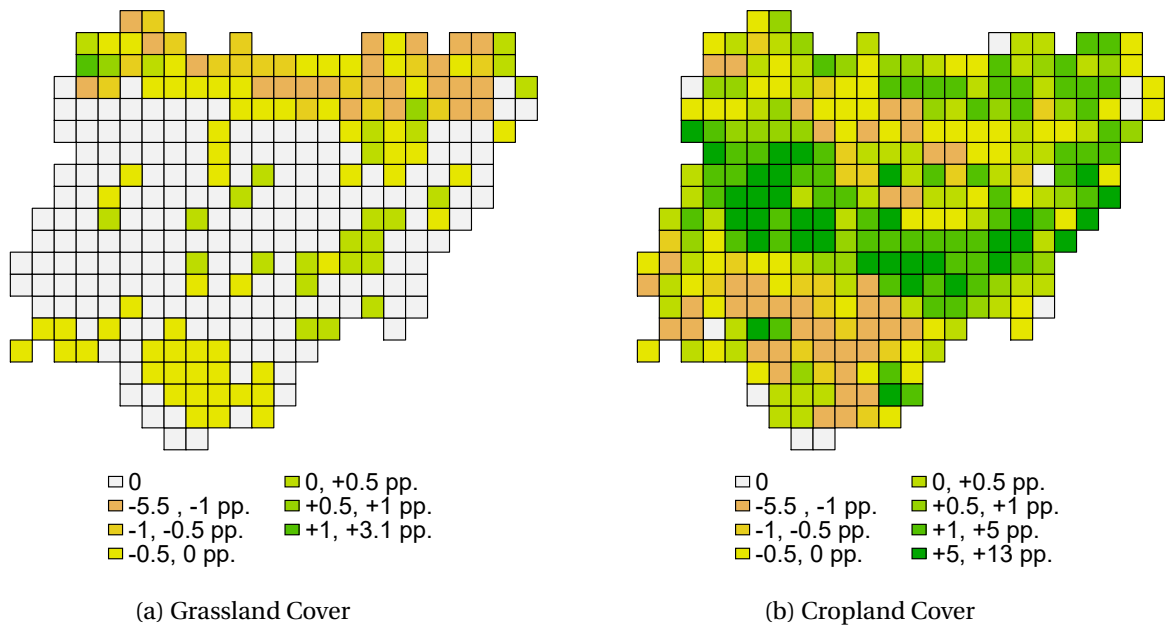 0
-5.5 , -1 pp.
-1, -0.5 pp.
-0.5, 0 pp.
0, +0.5 pp.
+0.5, +1 pp.
+1, +3.1 pp.
0
-5.5 , -1 pp.
-1, -0.5 pp.
-0.5, 0 pp.
0, +0.5 pp.
+0.5, +1 pp.
+1, +5 pp.
+5, +13 pp.
(a) Grassland Cover
(b) Cropland Cover